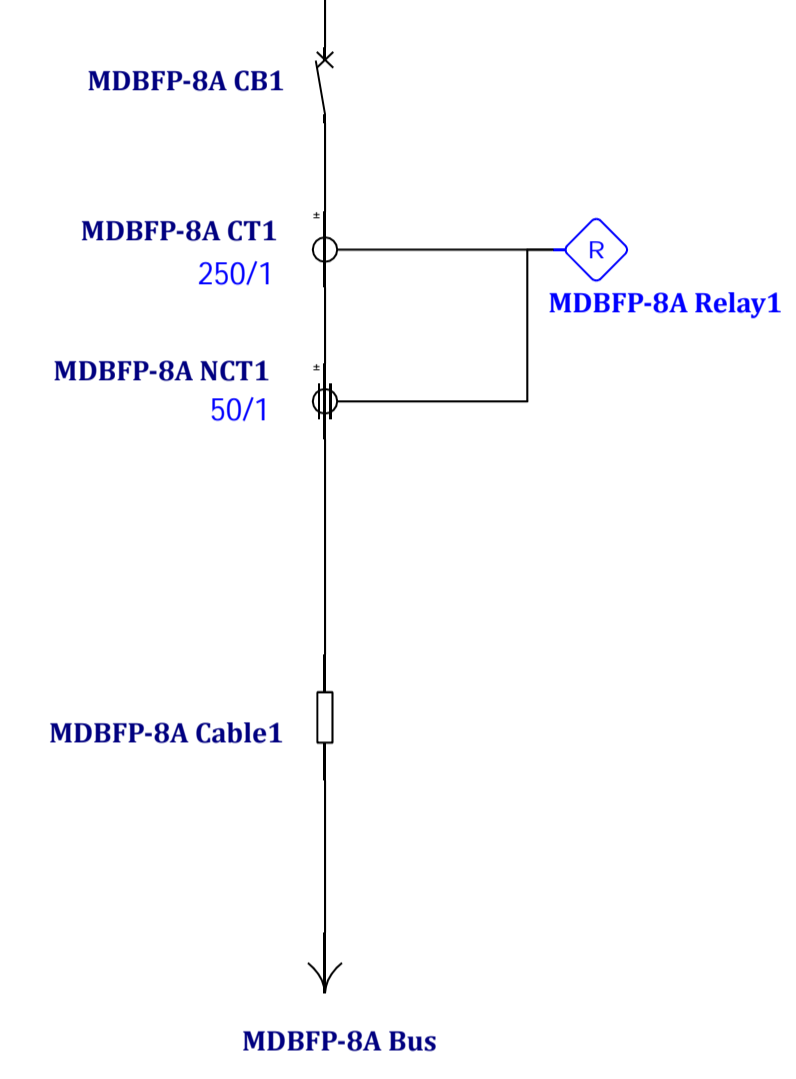 MDBFP-8A CB1
±
MDBFP-8A CT1
250/1
R
MDBFP-8A Relay1
±
MDBFP-8A NCT1
50/1
MDBFP-8A Cable1
MDBFP-8A Bus